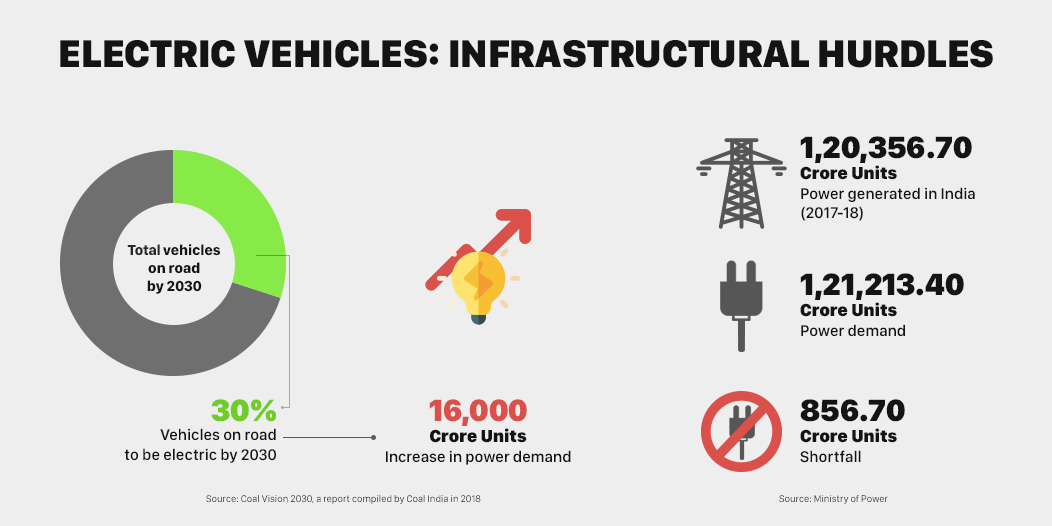 ELECTRIC VEHICLES: INFRASTRUCTURAL HURDLES
Total vehicles
on road
by 2030
30%
Vehicles on road
to be electric by 2030
16,000
Crore Units
Increase in power demand
1,20,356.70
Crore Units
Power generated in India
(2017-18)
1,21,213.40
Crore Units
Power demand
856.70
Crore Units
Shortfall
Source: Coal Vision 2030, a report compiled by Coal India in 2018
Source: Ministry of Power